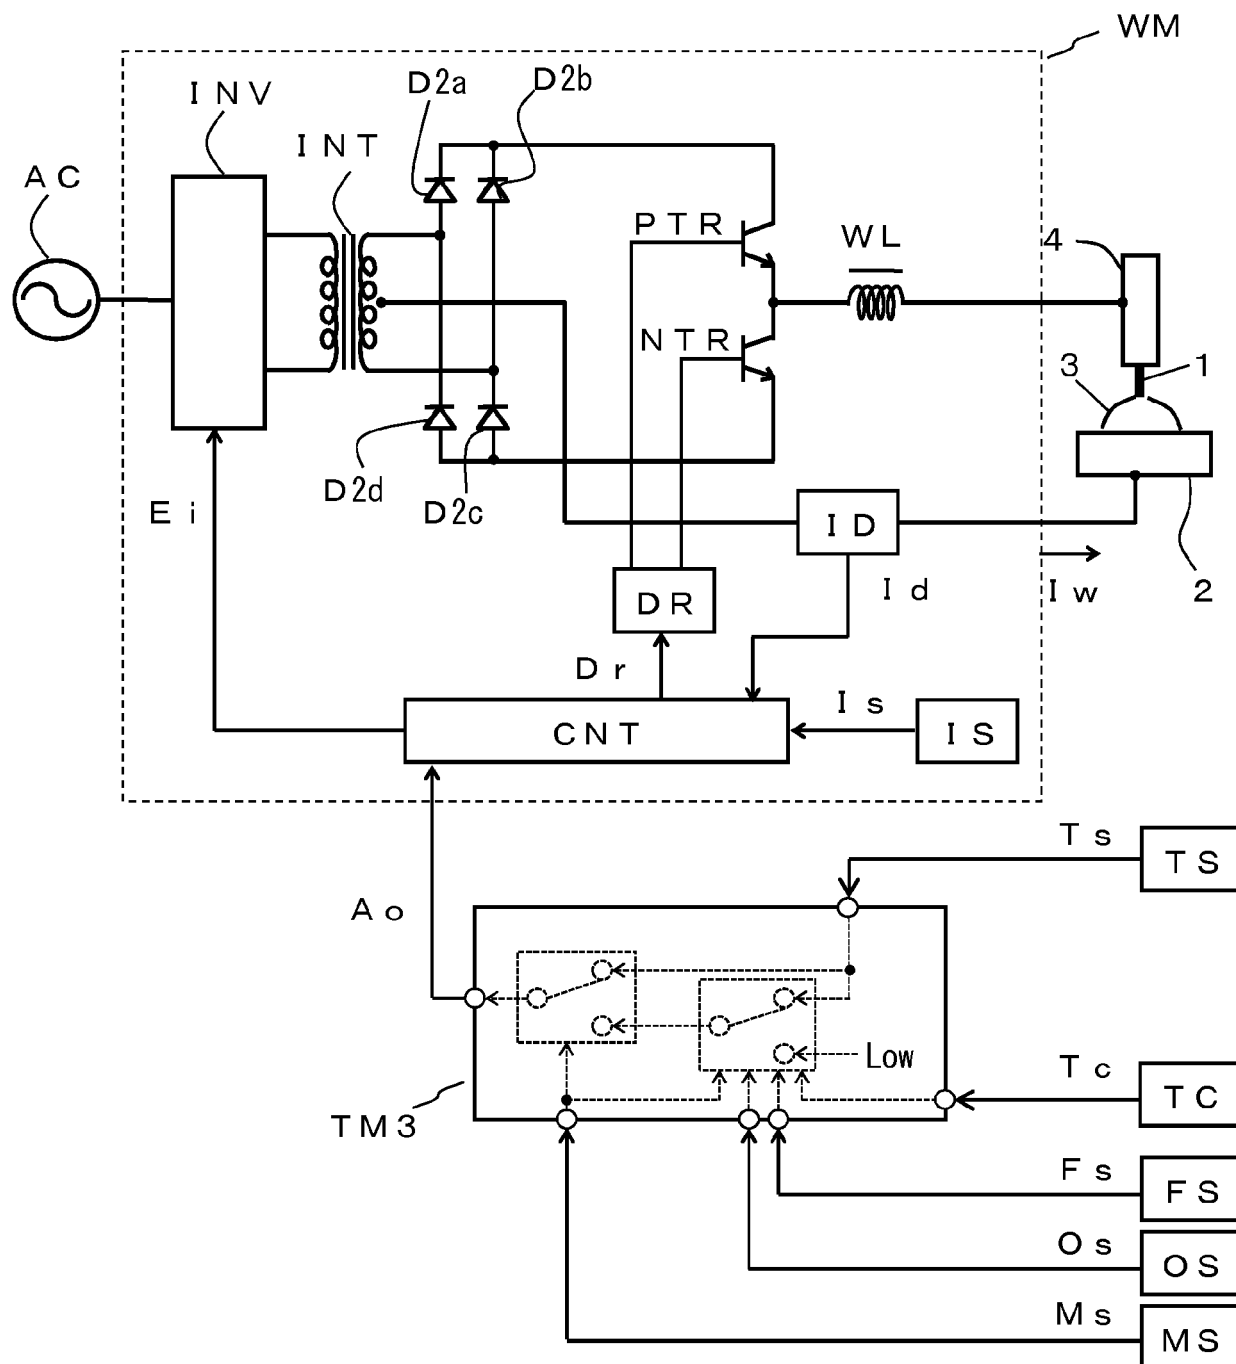 WM
D2a
D2b
INV
INT
AC
PTR
WL
4
NTR
3
1
D2d
D2c
Ei
ID
Id
Iw
2
DR
Dr
Is
CNT
IS
Ts
TS
Ao
Low
Tc
TC
TM3
Fs
FS
Os
OS
Ms
MS